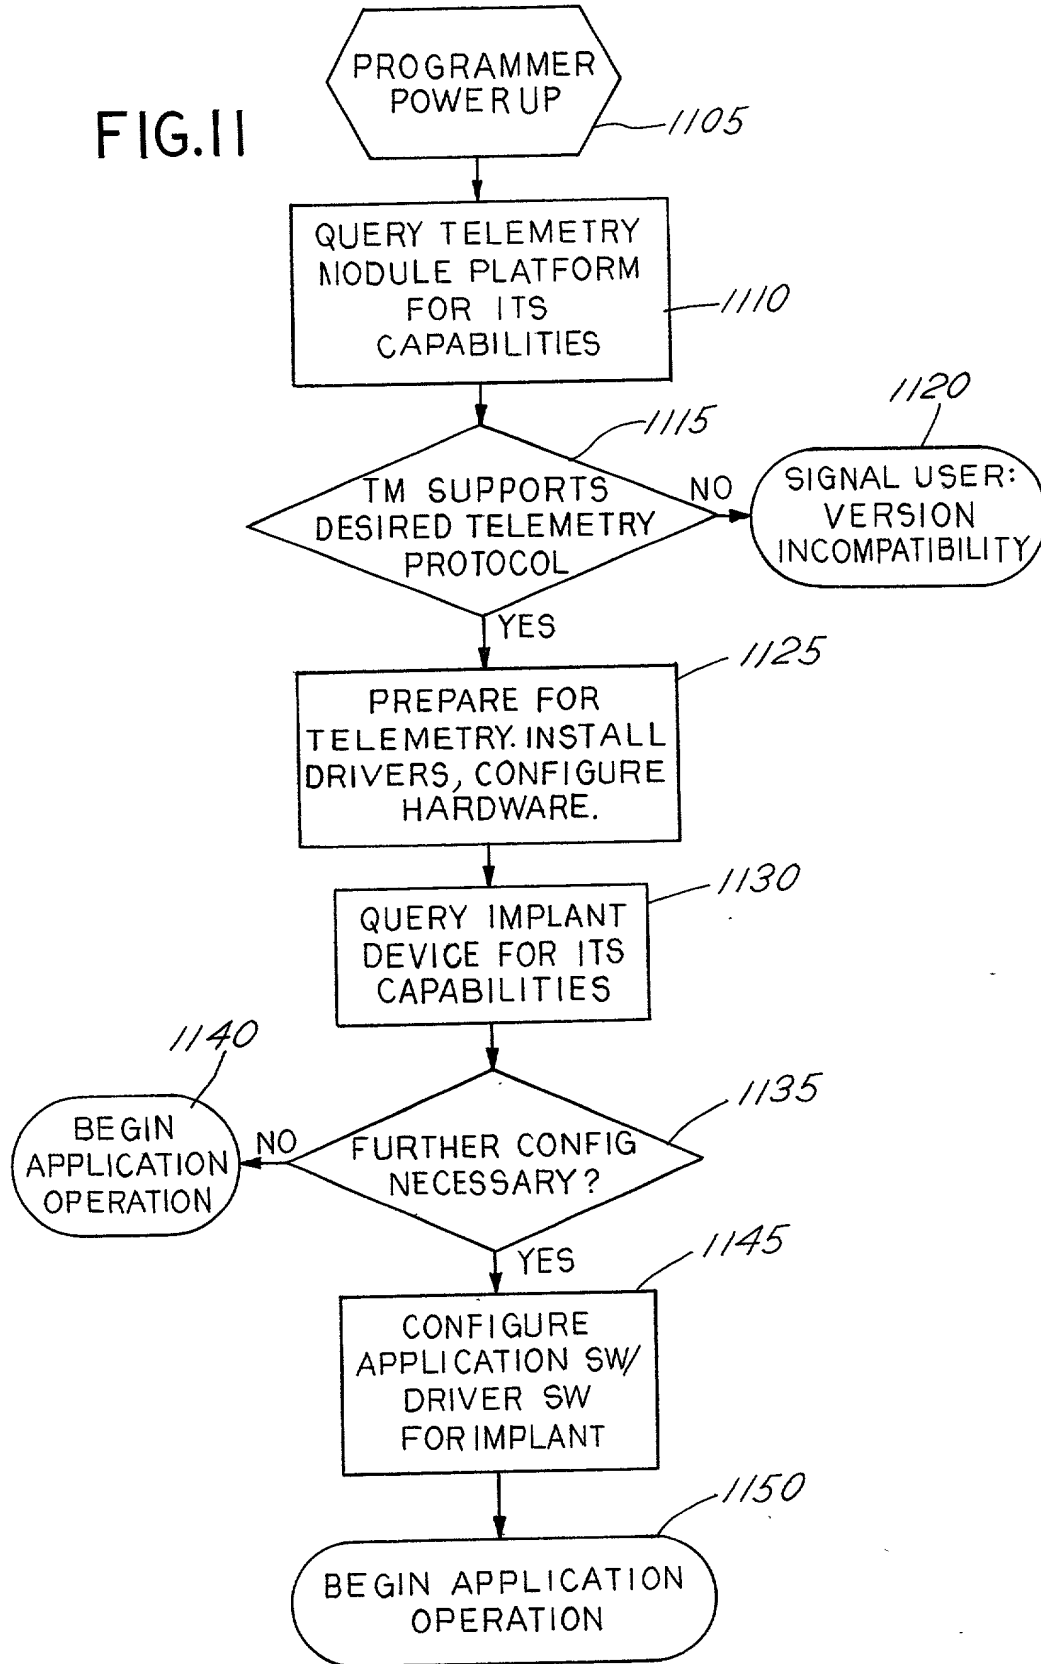 FIG.11
PROGRAMMER
POWER UP
1105
QUERY TELEMETRY
MODULE PLATFORM
FOR ITS
CAPABILITIES
1110
1115
TM SUPPORTS
DESIRED TELEMETRY
PROTOCOL
NO
1120
SIGNAL USER:
VERSION
INCOMPATIBILITY
YES
1125
PREPARE FOR
TELEMETRY. INSTALL
DRIVERS, CONFIGURE
HARDWARE.
1130
QUERY IMPLANT
DEVICE FOR ITS
CAPABILITIES
1135
FURTHER CONFIG
NECESSARY?
NO
1140
BEGIN
APPLICATION
OPERATION
YES
1145
CONFIGURE
APPLICATION SW/
DRIVER SW
FOR IMPLANT
1150
BEGIN APPLICATION
OPERATION